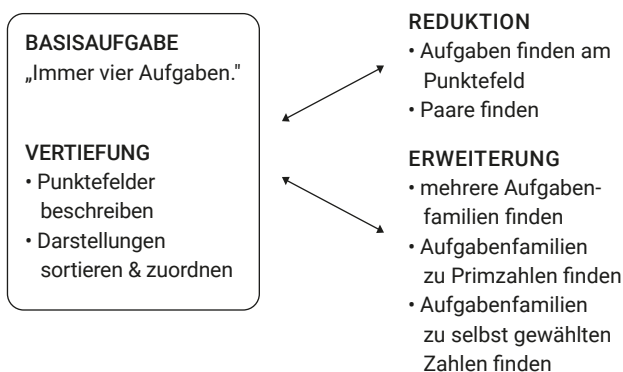 BASISAUFGABE
„Immer vier Aufgaben."
VERTIEFUNG
• Punktefelder
beschreiben
• Darstellungen
sortieren & zuordnen
REDUKTION
• Aufgaben finden am
Punktefeld
• Paare finden
ERWEITERUNG
• mehrere Aufgaben-
familien finden
• Aufgabenfamilien
zu Primzahlen finden
• Aufgabenfamilien
zu selbst gewählten
Zahlen finden